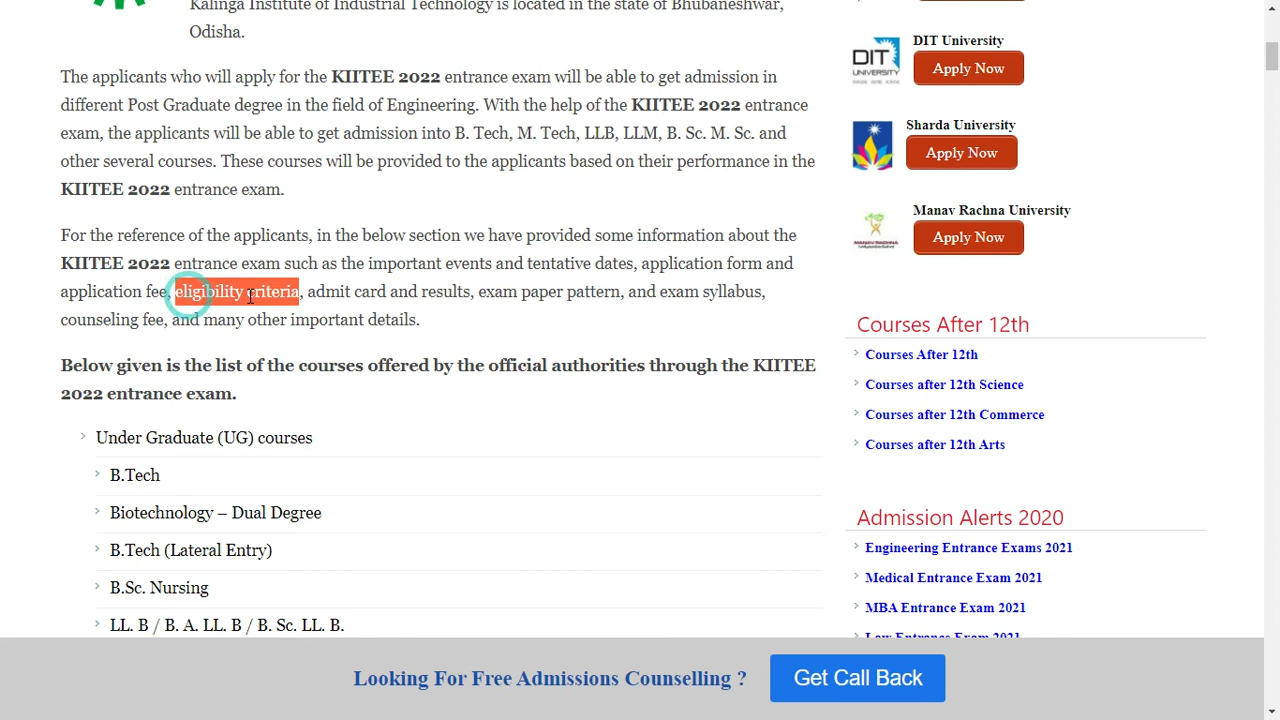 Kalinga Institute of Industrial Technology is located in the state of Bhubaneshwar,
Odisha.
The applicants who will apply for the KIITEE 2022 entrance exam will be able to get admission in
different Post Graduate degree in the field of Engineering. With the help of the KIITEE 2022 entrance
exam, the applicants will be able to get admission into B. Tech, M. Tech, LLB, LLM, B. Sc. M. Sc. and
other several courses. These courses will be provided to the applicants based on their performance in the
KIITEE 2022 entrance exam.
For the reference of the applicants, in the below section we have provided some information about the
KIITEE 2022 entrance exam such as the important events and tentative dates, application form and
application fee, eligibility criteria, admit card and results, exam paper pattern, and exam syllabus,
counseling fee, and many other important details.
Below given is the list of the courses offered by the official authorities through the KIITEE
2022 entrance exam.
Under Graduate (UG) courses
B.Tech
Biotechnology – Dual Degree
B.Tech (Lateral Entry)
B.Sc. Nursing
LL. B / B. A. LL. B / B. Sc. LL. B.
DIT
UNIVERSITY
DIT University
Apply Now
Sharda University
Apply Now
MANAV RACHNA
Manav Rachna University
Apply Now
Courses After 12th
Courses After 12th
Courses after 12th Science
Courses after 12th Commerce
Courses after 12th Arts
Admission Alerts 2020
Engineering Entrance Exams 2021
Medical Entrance Exam 2021
MBA Entrance Exam 2021
Law Entrance Exam 2021
Looking For Free Admissions Counselling ?
Get Call Back